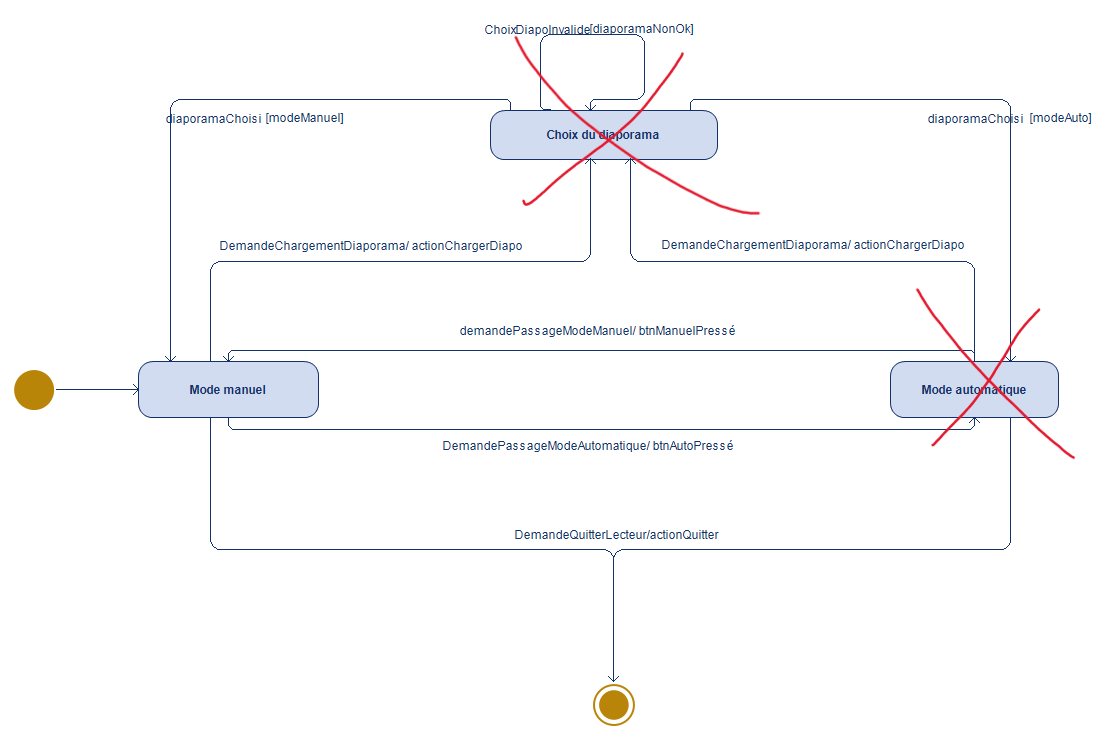 ChoixDiapoInvalide[diaporamaNonOk]
diaporamaChoisi [modeManuel]
diaporamaChoisi [modeAuto]
Choix du diaporama
DemandeChargementDiaporama/ actionChargerDiapo
DemandeChargementDiaporama/ actionChargerDiapo
demandePassageModeManuel/ btnManuelPressé
Mode manuel
Mode automatique
DemandePassageModeAutomatique/ btnAutoPressé
DemandeQuitterLecteur/actionQuitter